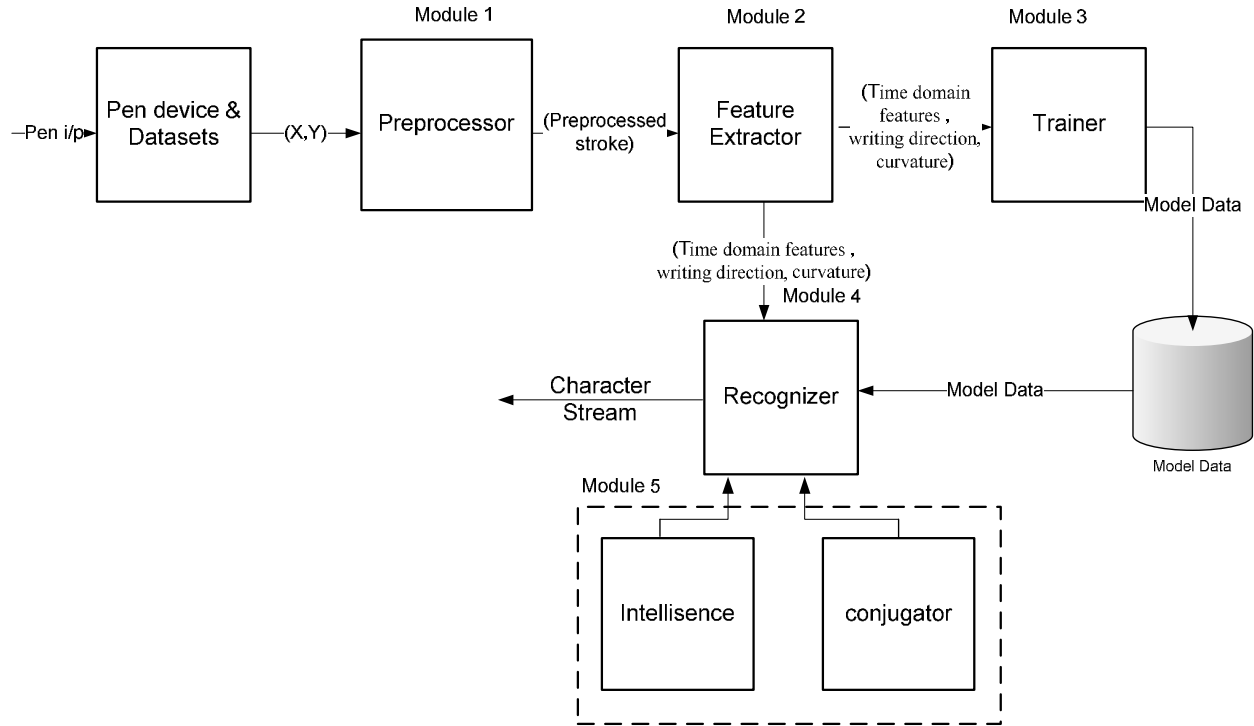 Module 1
Module 2
Module 3
Pen i/p
Pen device &
Datasets
(X,Y)
Preprocessor
(Preprocessed
stroke)
Feature
Extractor
(Time domain
features ,
writing direction,
curvature)
Trainer
Model Data
(Time domain features ,
writing direction, curvature)
Module 4
Character
Stream
Recognizer
Model Data
Model Data
Module 5
Intellisence
conjugator